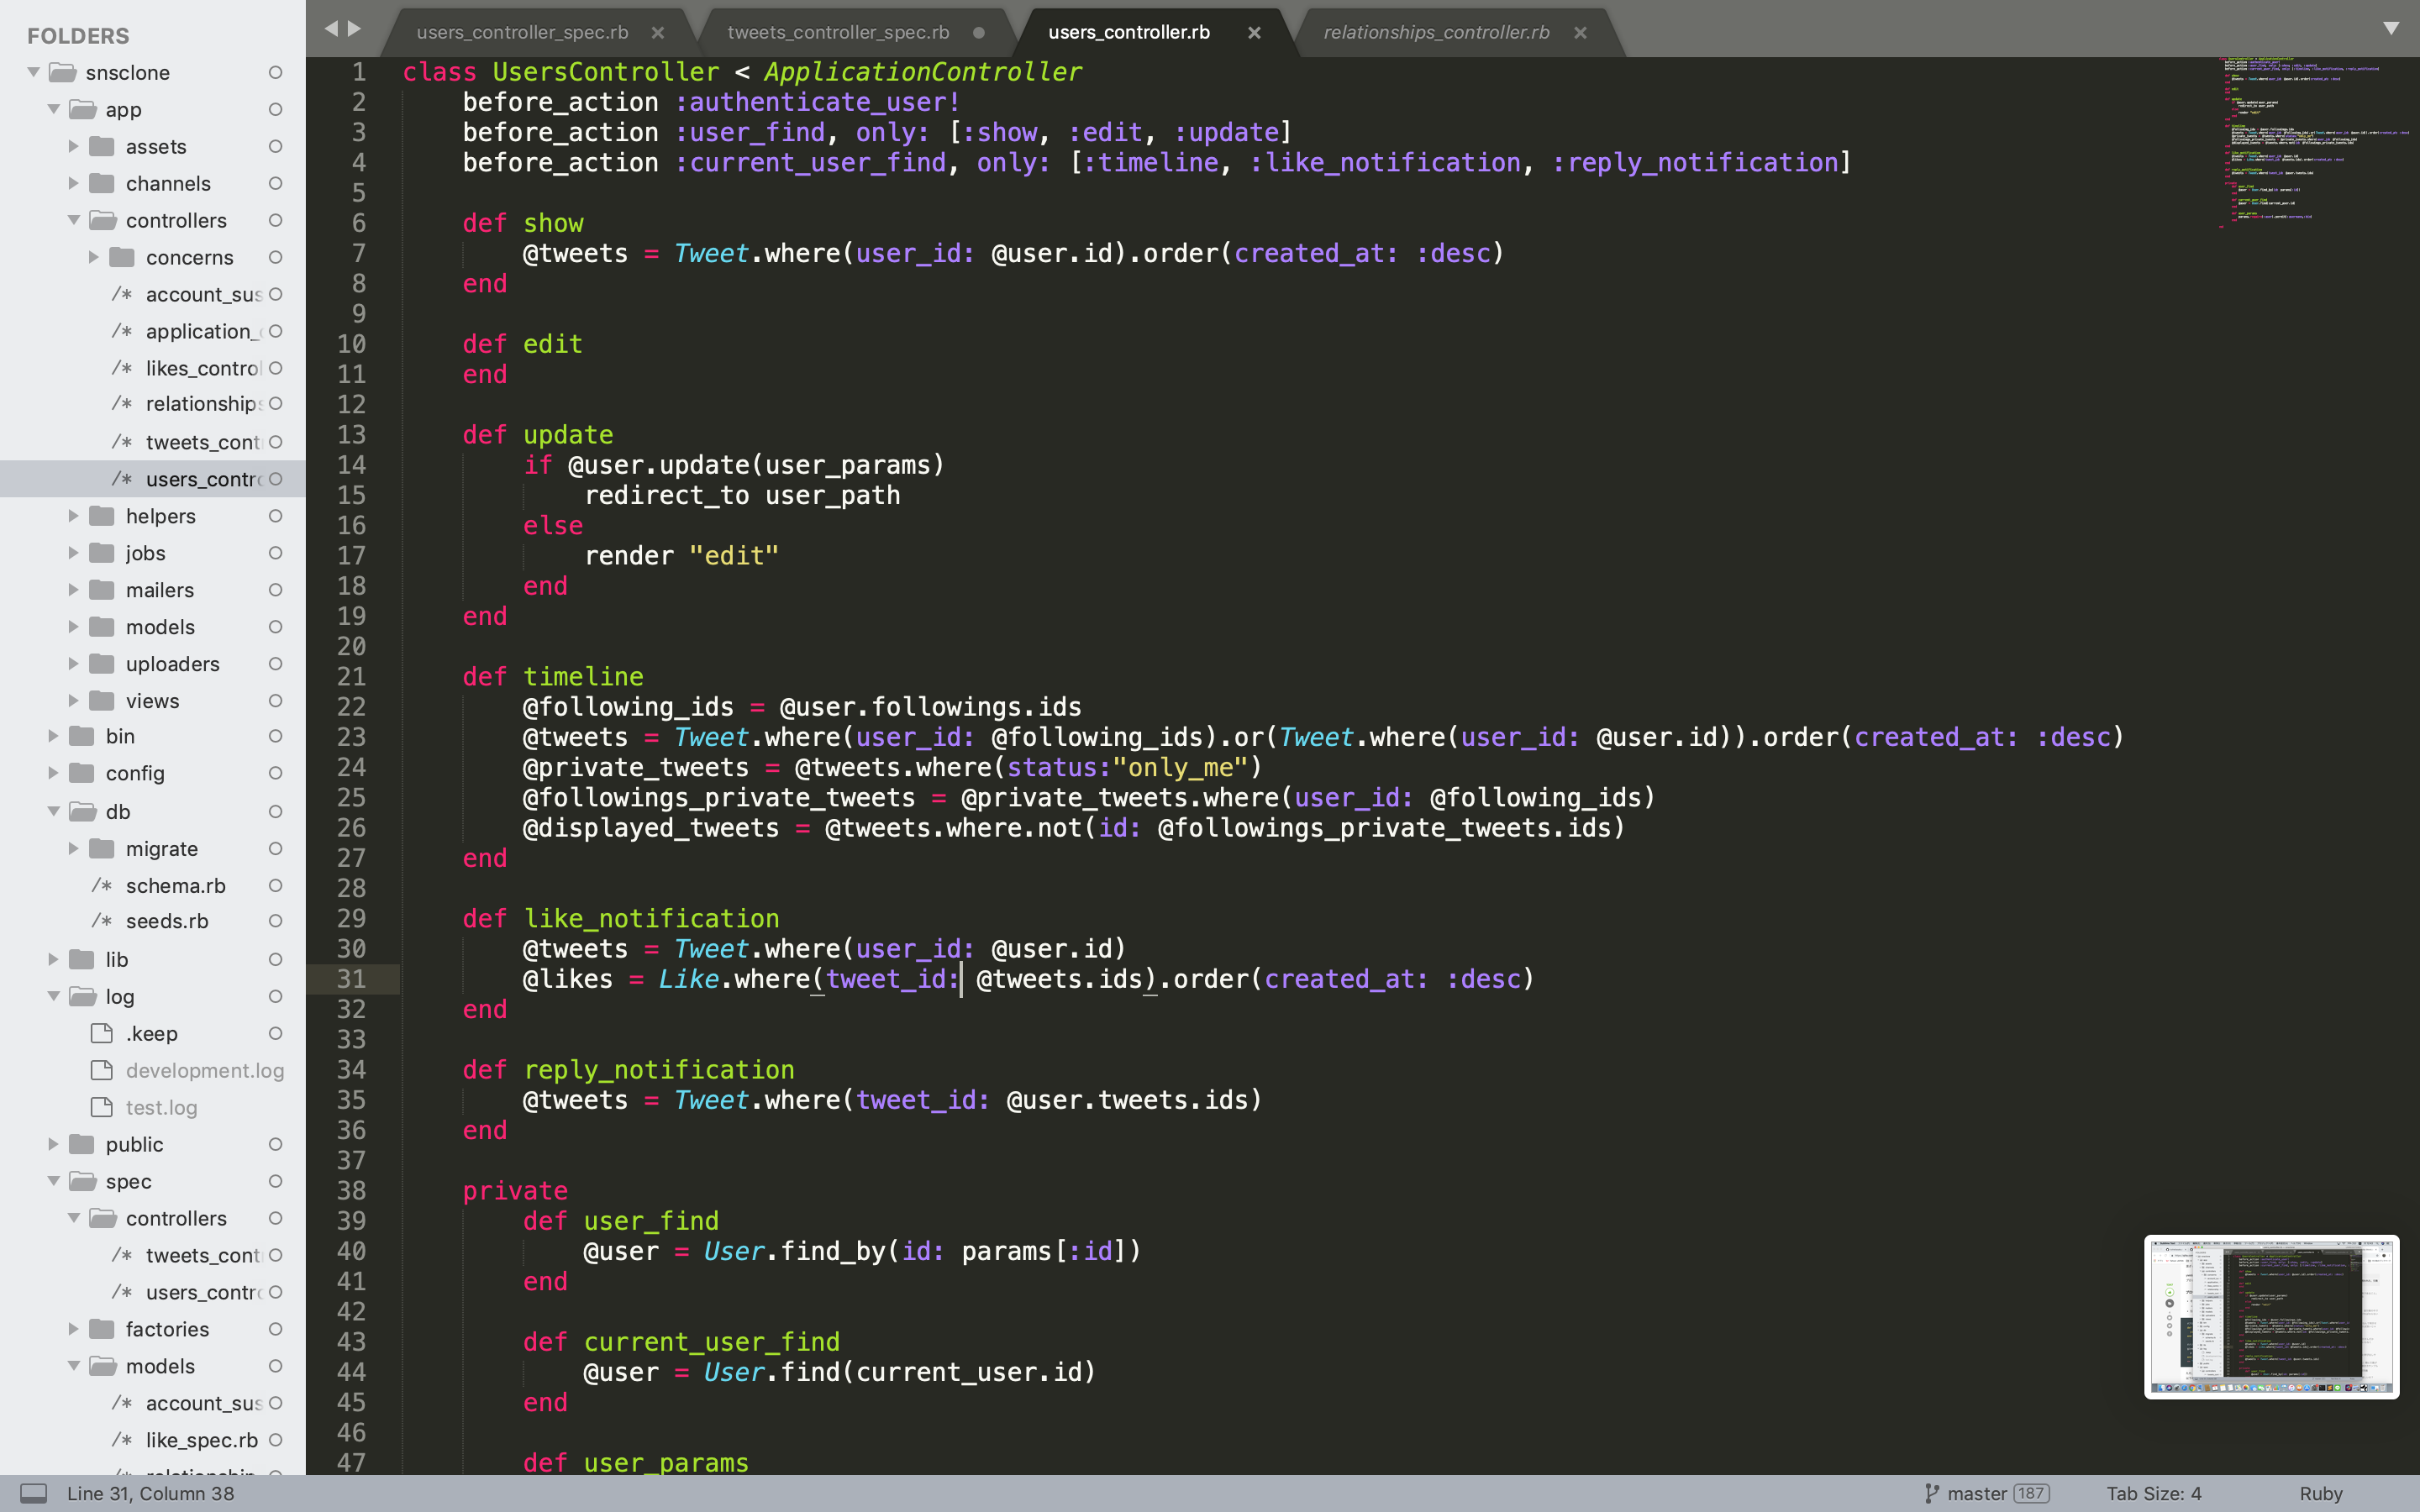 FOLDERS
snsclone
app
assets
channels
controllers
concerns
account_sus
application_
likes_control
relationships
tweets_cont
users_contro
helpers
jobs
mailers
models
uploaders
views
bin
config
db
migrate
schema.rb
seeds.rb
lib
log
.keep
development.log
test.log
public
spec
controllers
tweets_cont
users_contro
factories
models
account_sus
like_spec.rb
users_controller_spec.rb
tweets_controller_spec.rb
users_controller.rb
relationships_controller.rb
1 class UsersController < ApplicationController
2 before_action :authenticate_user!
3 before_action :user_find, only: [:show, :edit, :update]
4 before_action :current_user_find, only: [:timeline, :like_notification, :reply_notification]
5
6 def show
7 @tweets = Tweet.where(user_id: @user.id).order(created_at: :desc)
8 end
9
10 def edit
11 end
12
13 def update
14 if @user.update(user_params)
15 redirect_to user_path
16 else
17 render "edit"
18 end
19 end
20
21 def timeline
22 @following_ids = @user.followings.ids
23 @tweets = Tweet.where(user_id: @following_ids).or(Tweet.where(user_id: @user.id)).order(created_at: :desc)
24 @private_tweets = @tweets.where(status:"only_me")
25 @followings_private_tweets = @private_tweets.where(user_id: @following_ids)
26 @displayed_tweets = @tweets.where.not(id: @followings_private_tweets.ids)
27 end
28
29 def like_notification
30 @tweets = Tweet.where(user_id: @user.id)
31 @likes = Like.where(tweet_id: @tweets.ids).order(created_at: :desc)
32 end
33
34 def reply_notification
35 @tweets = Tweet.where(tweet_id: @user.tweets.ids)
36 end
37
38 private
39 def user_find
40 @user = User.find_by(id: params[:id])
41 end
42
43 def current_user_find
44 @user = User.find(current_user.id)
45 end
46
47 def user_params
Line 31, Column 38
master 187
Tab Size: 4
Ruby